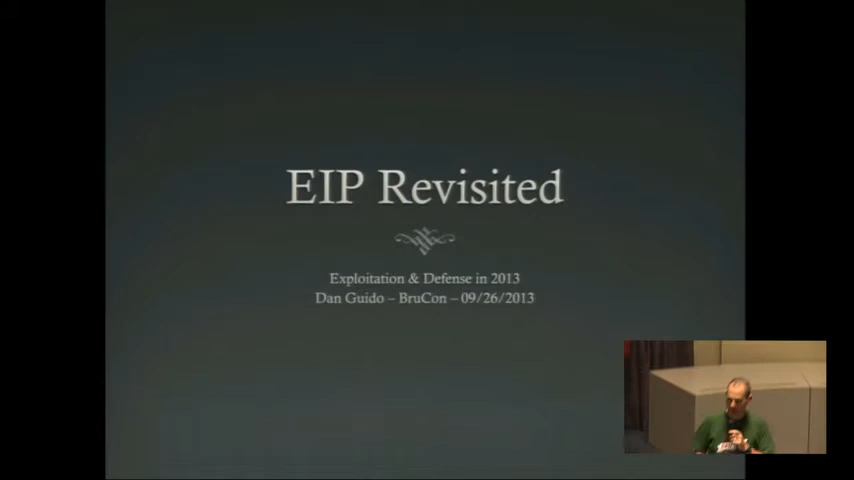 EIP Revisited
Exploitation & Defense in 2013
Dan Guido – BruCon – 09/26/2013